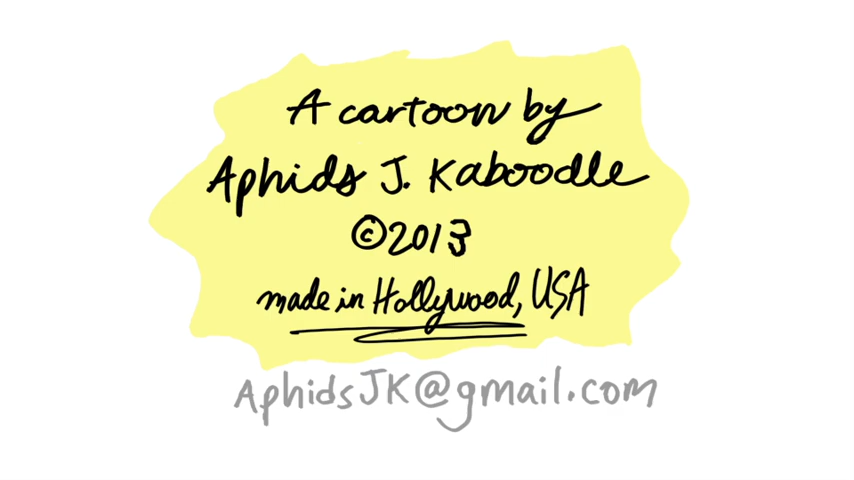 A cartoon by
Aphids J. Kaboodle
©2013
made in Hollywood, USA
AphidsJK@gmail.com